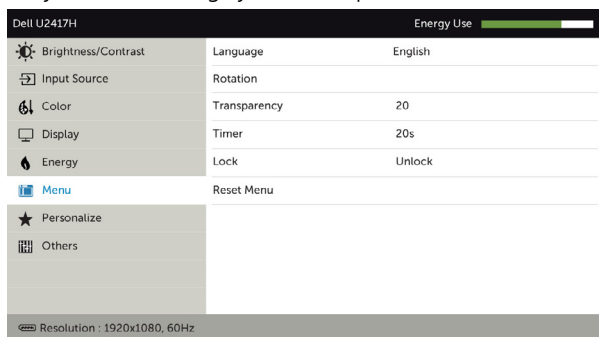 Dell U2417H Energy Use
Brightness/Contrast Language English
Input Source Rotation
Color Transparency 20
Display Timer 20s
Energy Lock Unlock
Menu Reset Menu
Personalize
Others
Resolution : 1920x1080, 60Hz